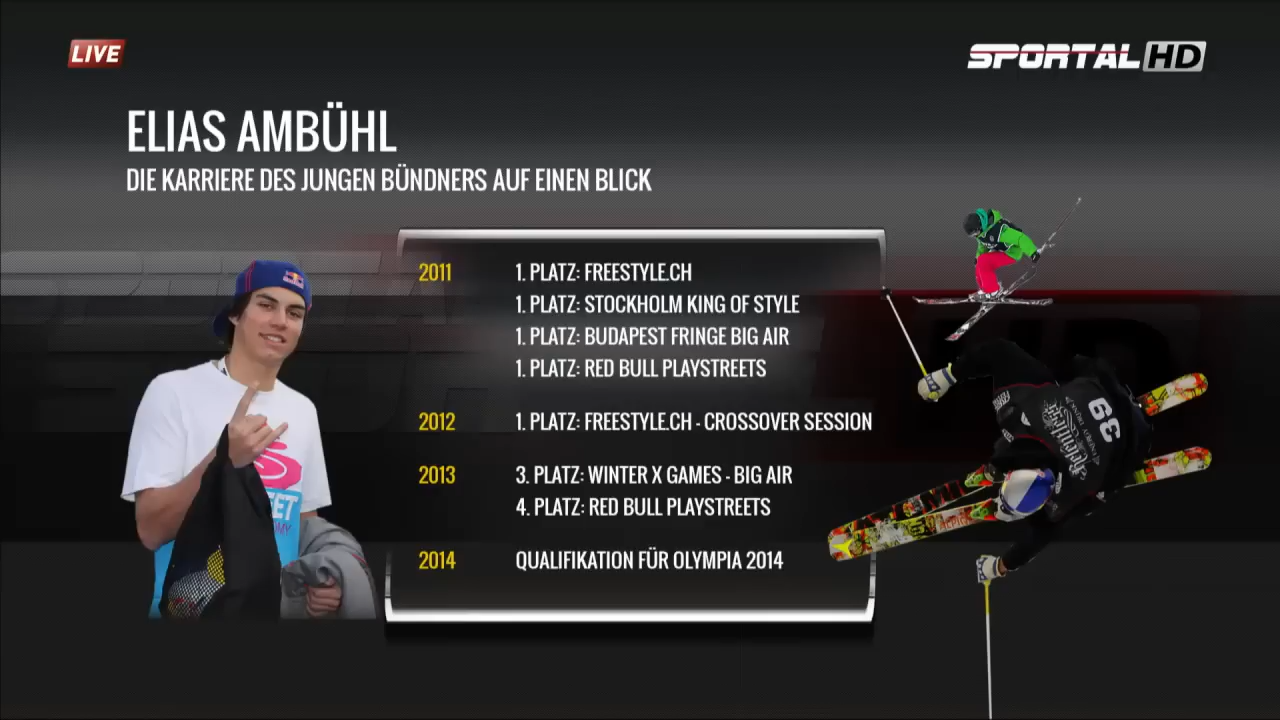 LIVE
SPORTAL HD
ELIAS AMBÜHL
DIE KARRIERE DES JUNGEN BÜNDNERS AUF EINEN BLICK
2011 1. PLATZ: FREESTYLE.CH
1. PLATZ: STOCKHOLM KING OF STYLE
1. PLATZ: BUDAPEST FRINGE BIG AIR
1. PLATZ: RED BULL PLAYSTREETS
2012 1. PLATZ: FREESTYLE.CH - CROSSOVER SESSION
2013 3. PLATZ: WINTER X GAMES - BIG AIR
4. PLATZ: RED BULL PLAYSTREETS
2014 QUALIFIKATION FÜR OLYMPIA 2014
39